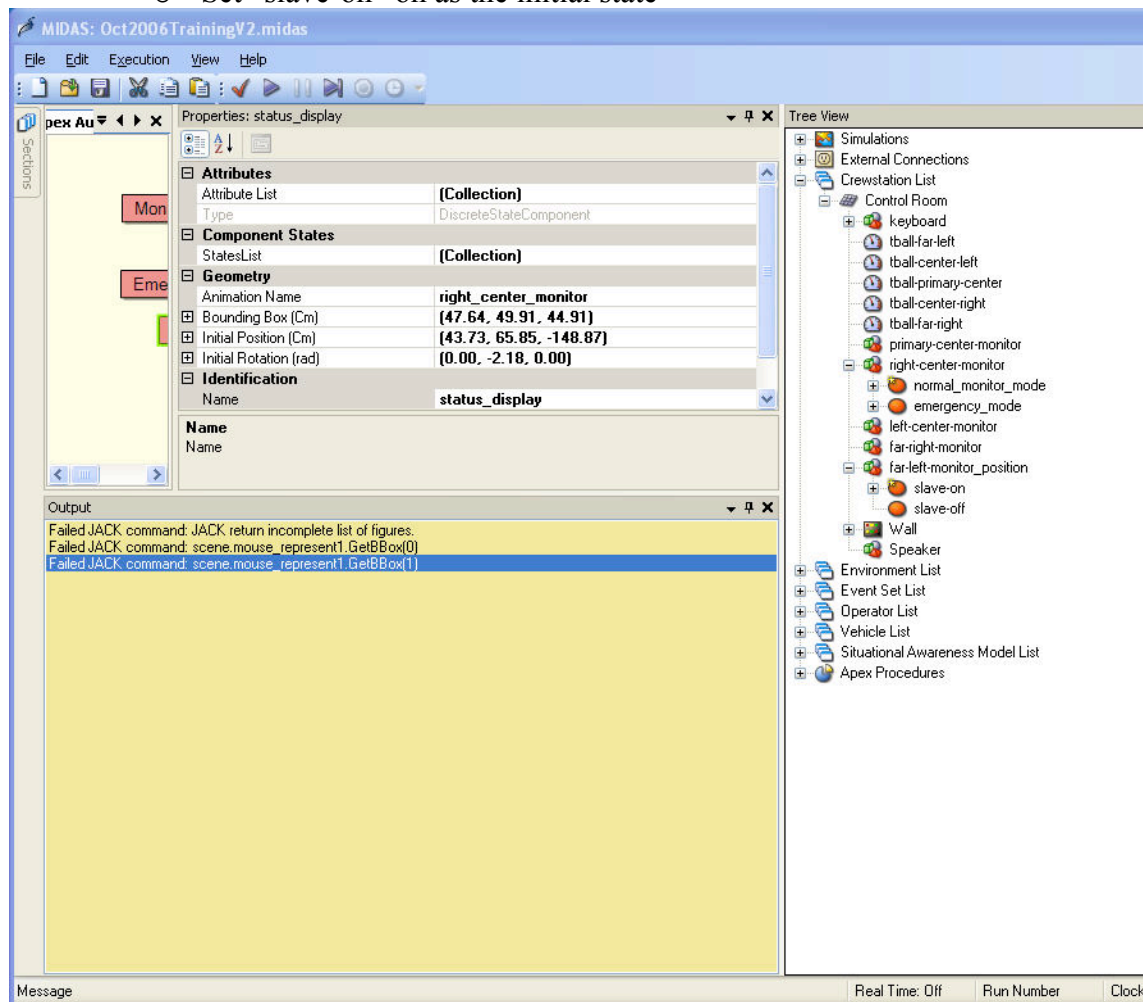 o Set "slave-on" on as the initial state
MIDAS: Oct2006TrainingV2.midas
File Edit Execution View Help
Sections
pex Au
Mon
Eme
Properties: status_display
Attributes
Attribute List (Collection)
Type DiscreteStateComponent
Component States
StatesList (Collection)
Geometry
Animation Name right_center_monitor
Bounding Box (Cm) (47.64, 49.91, 44.91)
Initial Position (Cm) (43.73, 65.85, -148.87)
Initial Rotation (rad) (0.00, -2.18, 0.00)
Identification
Name status_display
Name
Name
Output
Failed JACK command: JACK return incomplete list of figures.
Failed JACK command: scene.mouse_represent1.GetBBox(0)
Failed JACK command: scene.mouse_represent1.GetBBox(1)
Tree View
Simulations
External Connections
Crewstation List
Control Room
keyboard
tball-far-left
tball-center-left
tball-primary-center
tball-center-right
tball-far-right
primary-center-monitor
right-center-monitor
normal_monitor_mode
emergency_mode
left-center-monitor
far-right-monitor
far-left-monitor_position
slave-on
slave-off
Wall
Speaker
Environment List
Event Set List
Operator List
Vehicle List
Situational Awareness Model List
Apex Procedures
Message Real Time: Off Run Number Clock